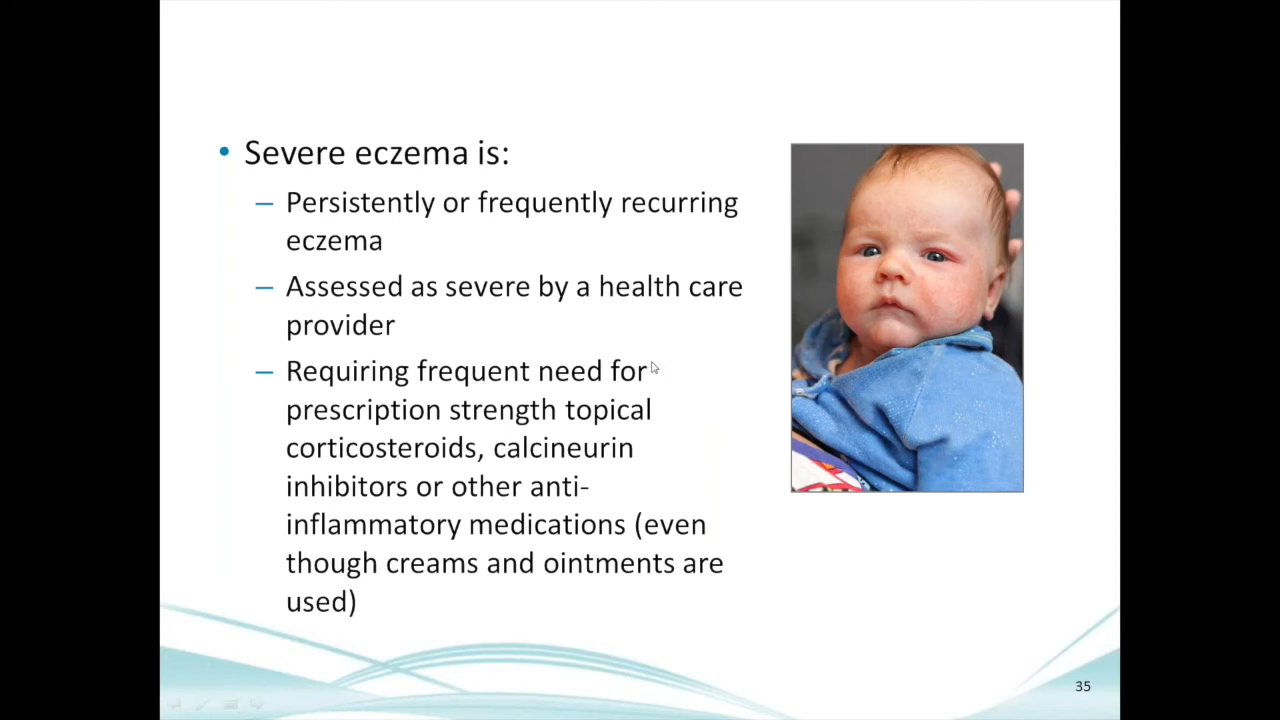 • Severe eczema is:
– Persistently or frequently recurring
eczema
– Assessed as severe by a health care
provider
– Requiring frequent need for
prescription strength topical
corticosteroids, calcineurin
inhibitors or other anti-
inflammatory medications (even
though creams and ointments are
used)
35